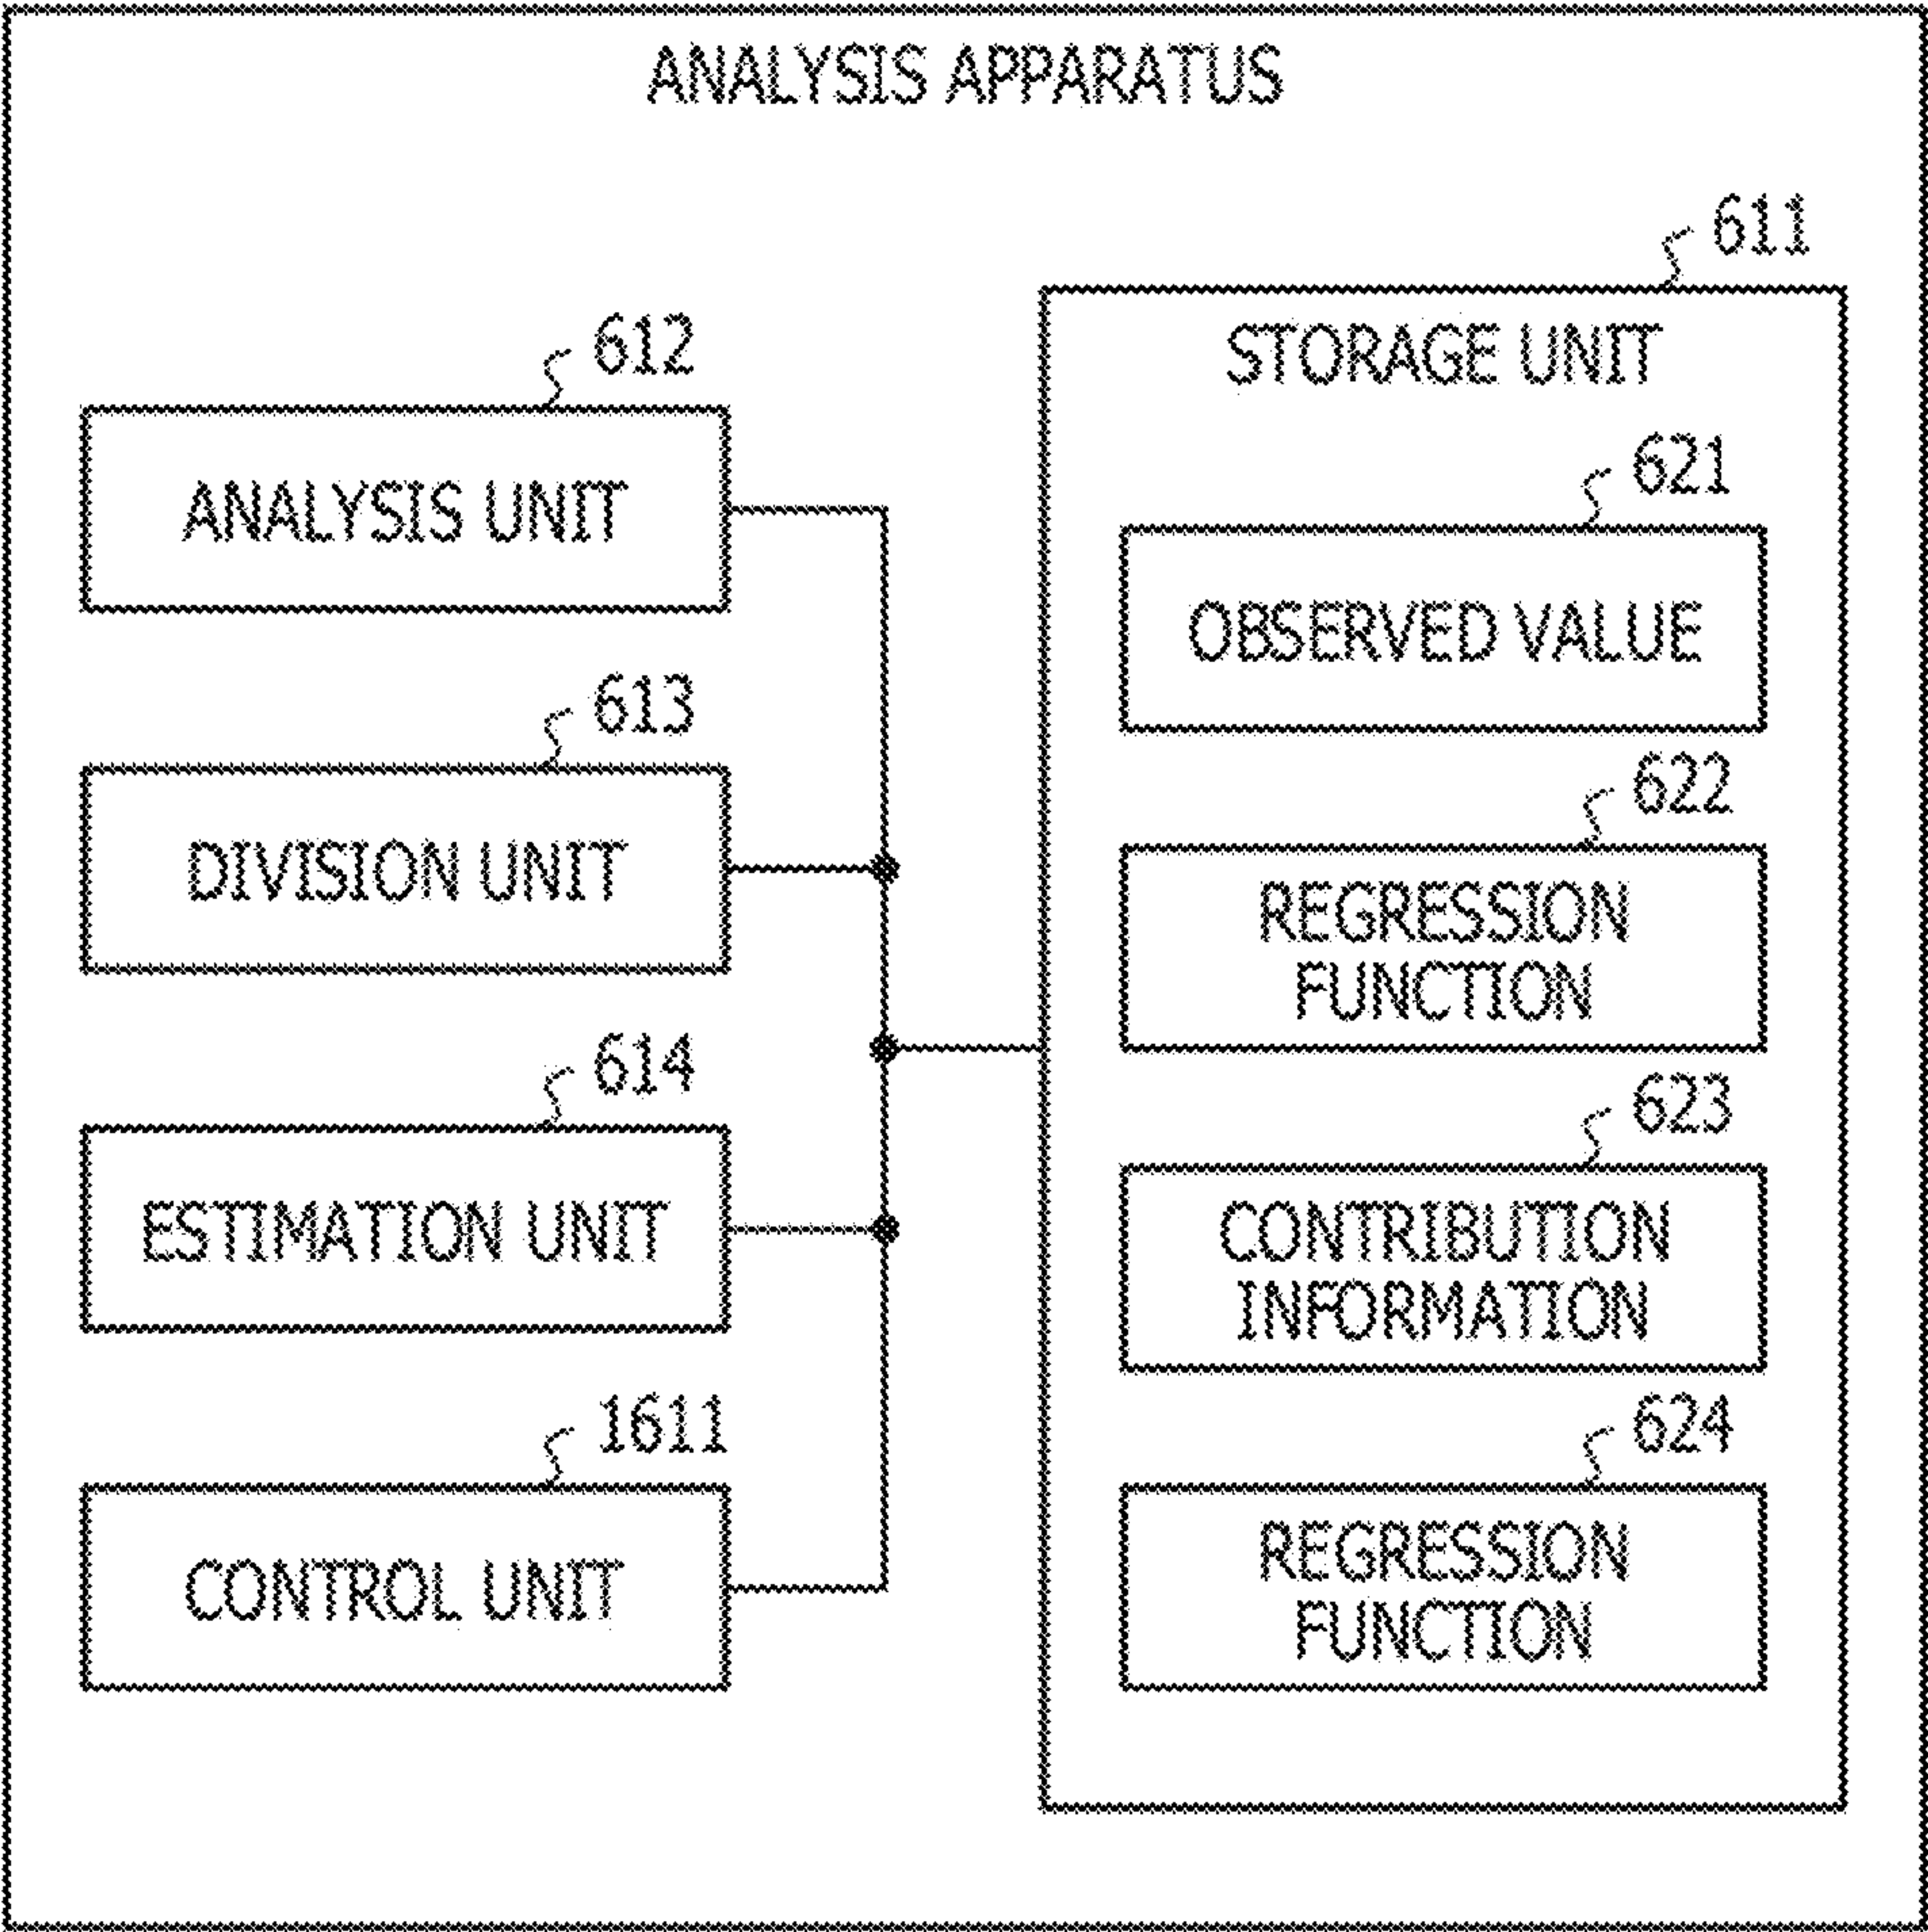 ANALYSIS APPARATUS
612
ANALYSIS UNIT
613
DIVISION UNIT
614
ESTIMATION UNIT
1611
CONTROL UNIT
611
STORAGE UNIT
621
OBSERVED VALUE
622
REGRESSION
FUNCTION
623
CONTRIBUTION
INFORMATION
624
REGRESSION
FUNCTION